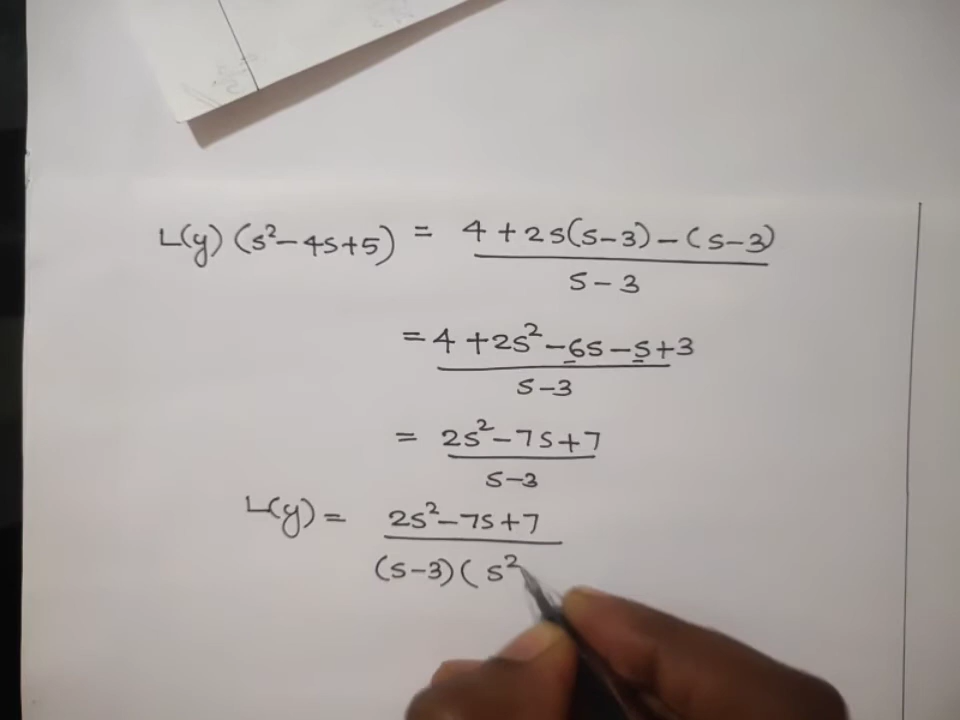 L(y) (s²-4s+5) = 4+2s(s-3)-(s-3)
s-3
= 4+2s²-6s-s+3
s-3
= 2s²-7s+7
s-3
L(y) = 2s²-7s+7
(s-3)(s²